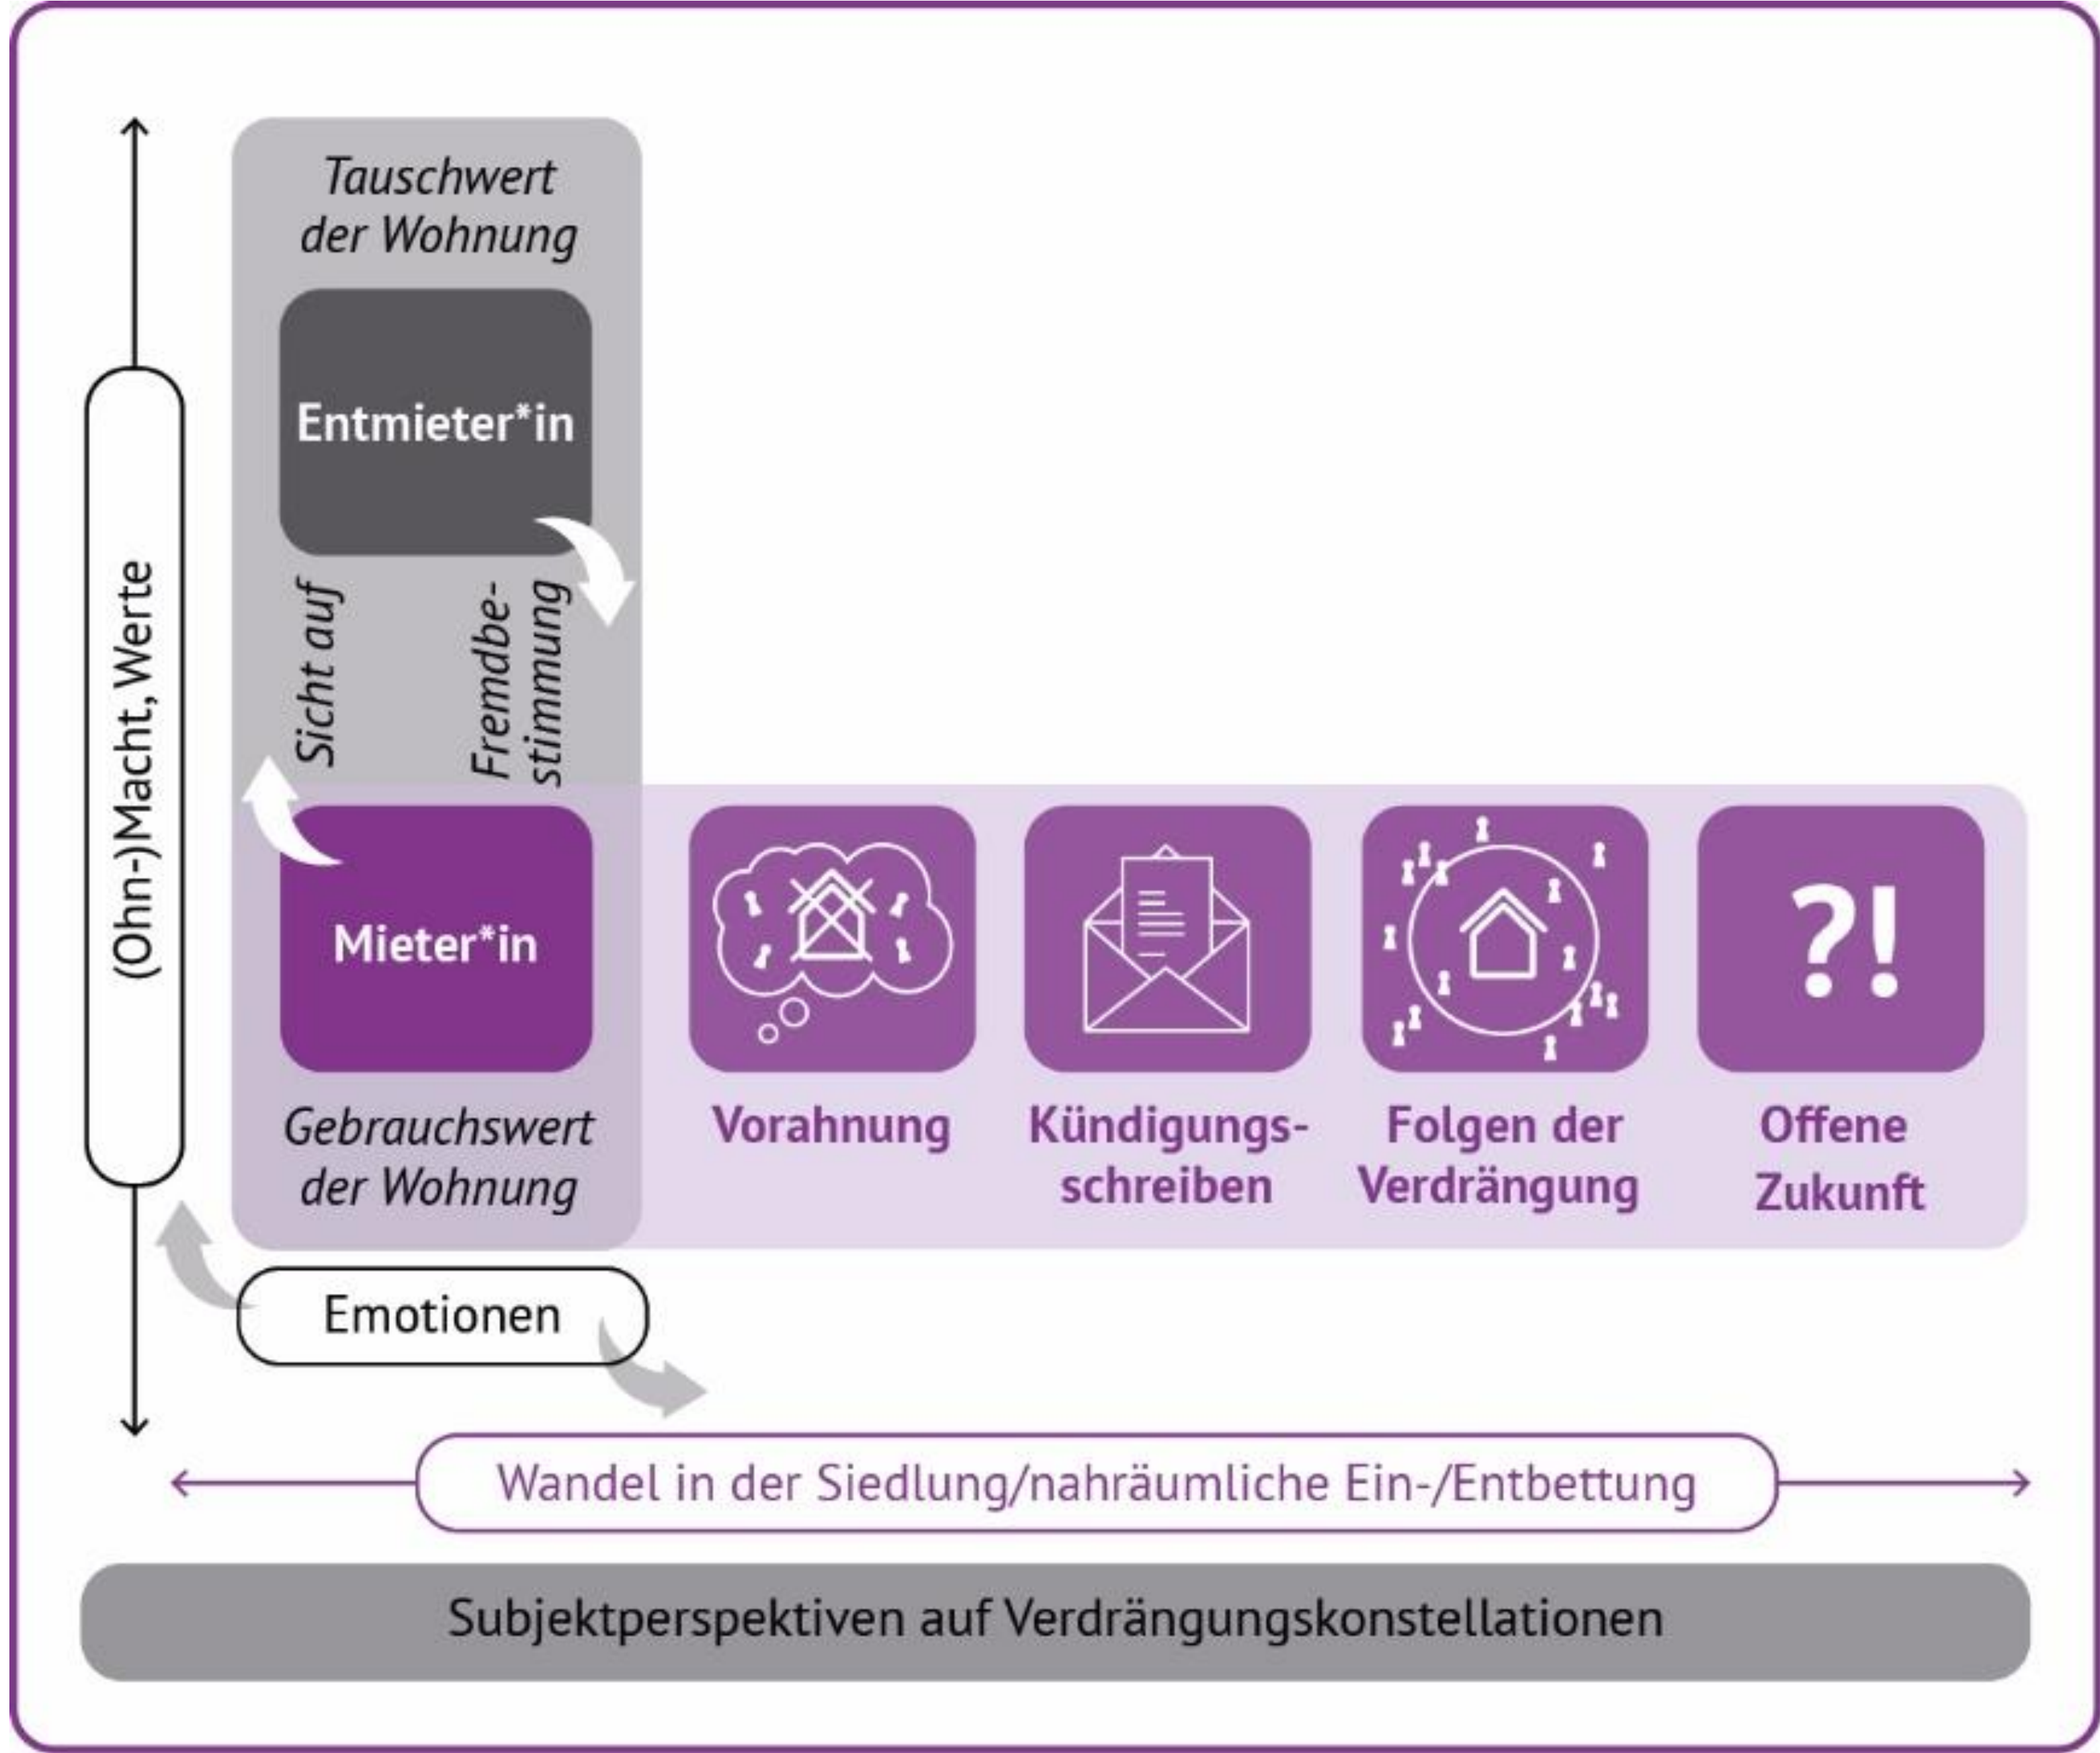 Tauschwert
der Wohnung
Entmieter*in
Sicht auf
Fremdbe-
stimmung
(Ohn-)Macht, Werte
Mieter*in
Gebrauchswert
der Wohnung
?!
Vorahnung
Kündigungs-
schreiben
Folgen der
Verdrängung
Offene
Zukunft
Emotionen
Wandel in der Siedlung/nahräumliche Ein-/Entbettung
Subjektperspektiven auf Verdrängungskonstellationen